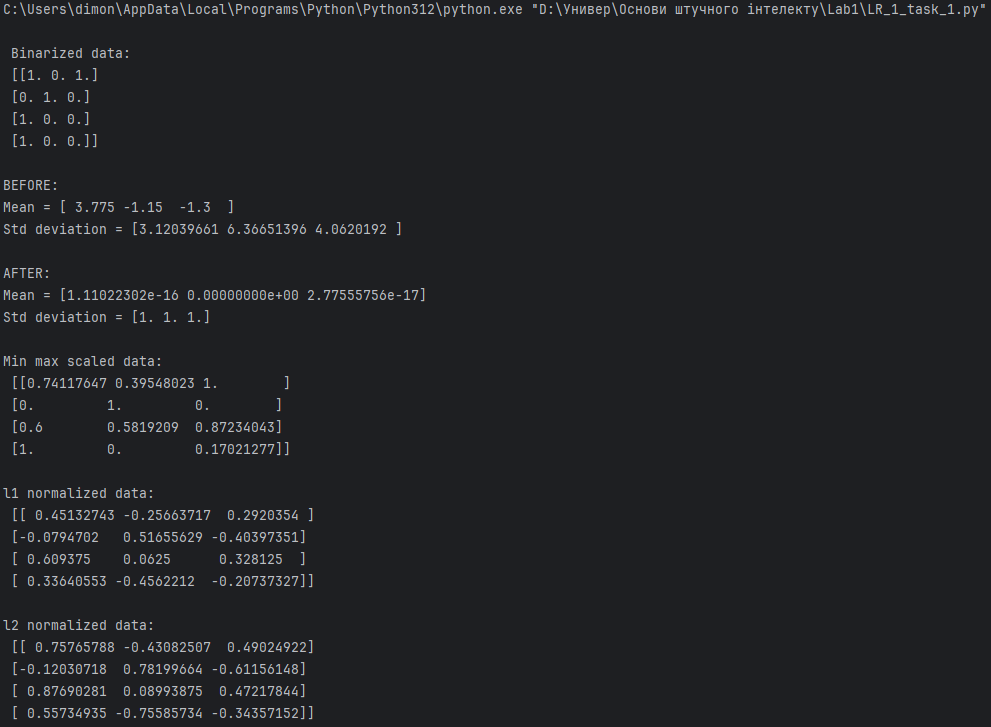 C:\Users\dimon\AppData\Local\Programs\Python\Python312\python.exe "D:\Универ\Основи штучного інтелекту\Lab1\LR_1_task_1.py"
Binarized data:
[[1. 0. 1.]
[0. 1. 0.]
[1. 0. 0.]
[1. 0. 0.]]
BEFORE:
Mean = [ 3.775 -1.15  -1.3  ]
Std deviation = [3.12039661 6.36651396 4.0620192 ]
AFTER:
Mean = [1.11022302e-16 0.00000000e+00 2.77555756e-17]
Std deviation = [1. 1. 1.]
Min max scaled data:
[[0.74117647 0.39548023 1.        ]
[0.         1.         0.        ]
[0.6        0.5819209  0.87234043]
[1.         0.         0.17021277]]
l1 normalized data:
[[ 0.45132743 -0.25663717  0.2920354 ]
[-0.0794702   0.51655629 -0.40397351]
[ 0.609375    0.0625      0.328125  ]
[ 0.33640553 -0.4562212  -0.20737327]]
l2 normalized data:
[[ 0.75765788 -0.43082507  0.49024922]
[-0.12030718  0.78199664 -0.61156148]
[ 0.87690281  0.08993875  0.47217844]
[ 0.55734935 -0.75585734 -0.34357152]]